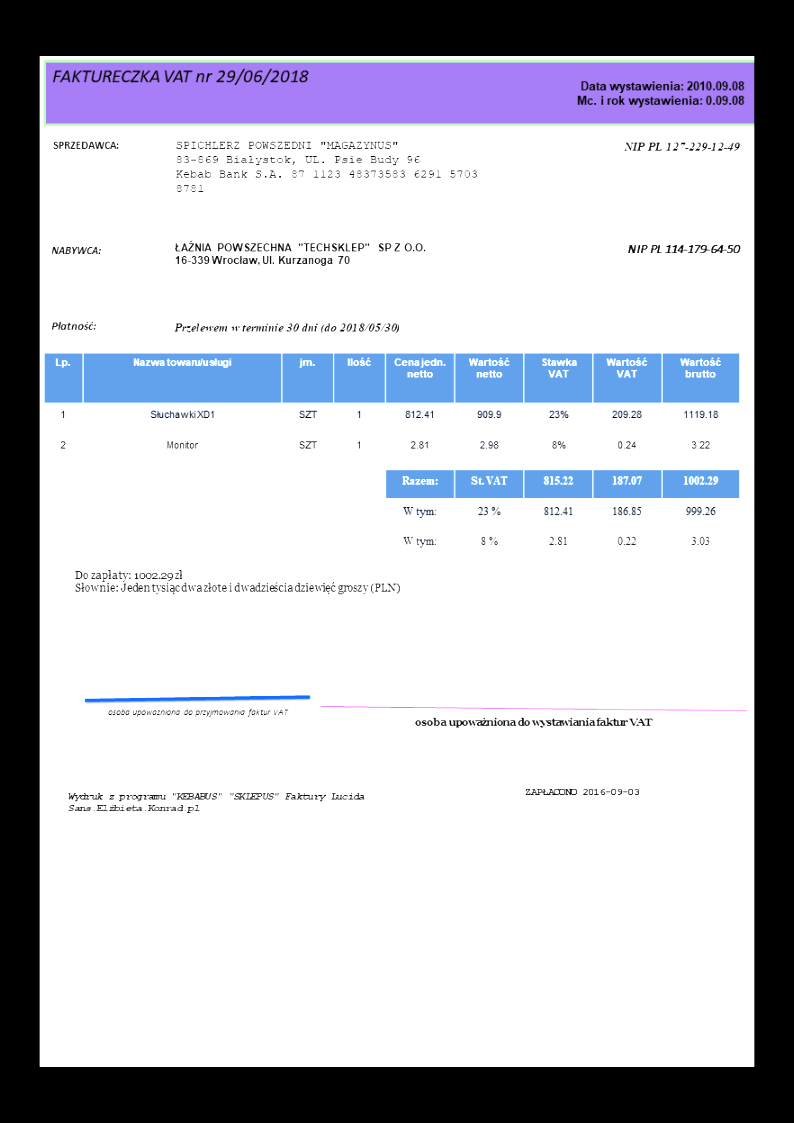 FAKTURECZKA VAT nr 29/06/2018
Data wystawienia: 2010.09.08
Mc. i rok wystawienia: 0.09.08
SPRZEDAWCA: SPICHLERZ POWSZEDNI "MAGAZYNUS" NIP PL 127-229-12-49
83-869 Białystok, UL. Psie Budy 96
Kebab Bank S.A. 87 1123 48373583 6291 5703
8781
NABYWCA: ŁAŹNIA POWSZECHNA "TECHSKLEP" SP Z O.O. NIP PL 114-179-64-50
16-339 Wrocław, Ul. Kurzanoga 70
Płatność: Przelewem w terminie 30 dni (do 2018/05/30)
Lp. Nazwa towaru/usługi jm. Ilość Cena jedn. Wartość Stawka Wartość Wartość
netto netto VAT VAT brutto
1 Słuchawki XD1 SZT 1 812.41 909.9 23% 209.28 1119.18
2 Monitor SZT 1 2.81 2.98 8% 0.24 3.22
Razem: St. VAT 815.22 187.07 1002.29
W tym: 23 % 812.41 186.85 999.26
W tym: 8 % 2.81 0.22 3.03
Do zapłaty: 1002.29 zł
Słownie: Jeden tysiąc dwa złote i dwadzieścia dziewięć groszy (PLN)
osoba upoważniona do przyjmowania faktur VAT
osoba upoważniona do wystawiania faktur VAT
Wydruk z programu "KEBABUS" "SKLEPUS" Faktury Lucida
Sans.Elżbieta.Konrad.pl
ZAPŁACONO 2016-09-03